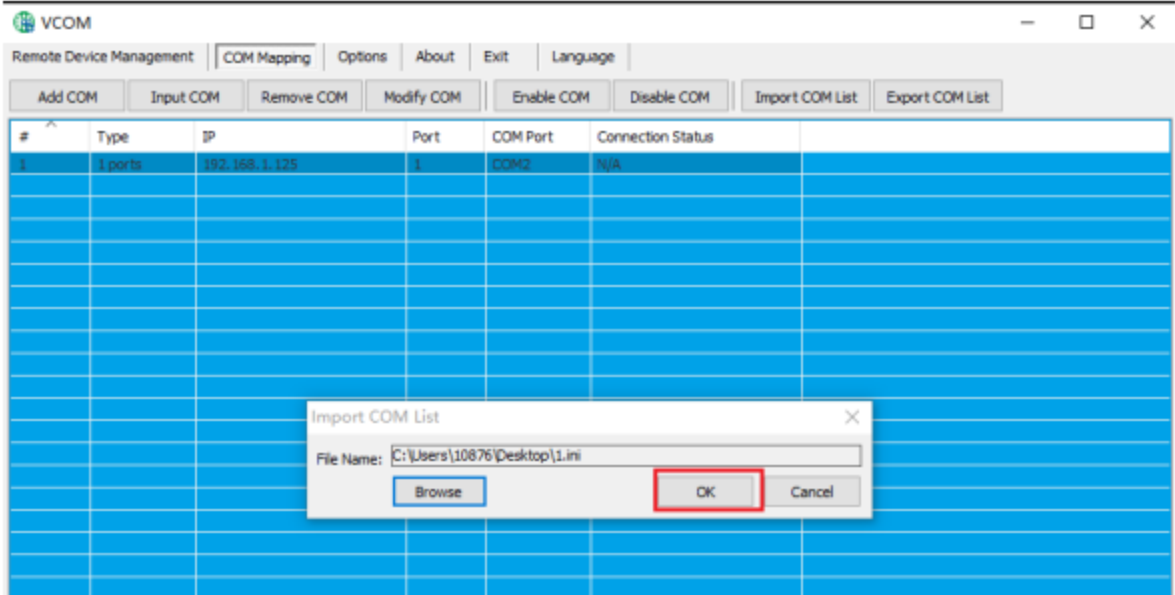 VCOM
Remote Device Management COM Mapping Options About Exit Language
Add COM Input COM Remove COM Modify COM Enable COM Disable COM Import COM List Export COM List
# Type IP Port COM Port Connection Status
1 1 ports 192.168.1.125 1 COM2 N/A
Import COM List
File Name: C:\Users\10876\Desktop\1.ini
Browse OK Cancel